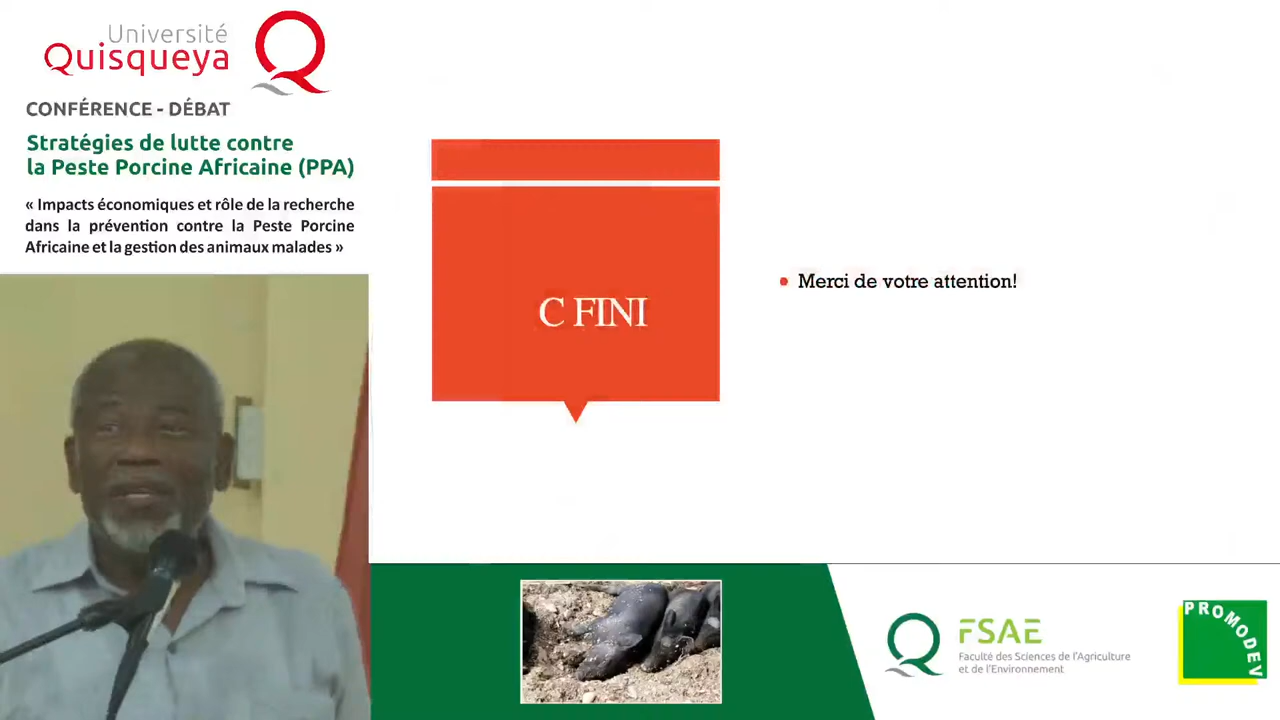 Université
Quisqueya
CONFÉRENCE - DÉBAT
Stratégies de lutte contre
la Peste Porcine Africaine (PPA)
« Impacts économiques et rôle de la recherche
dans la prévention contre la Peste Porcine
Africaine et la gestion des animaux malades »
C FINI
• Merci de votre attention!
FSAE
Faculté des Sciences de l'Agriculture
et de l'Environnement
PROMODEV